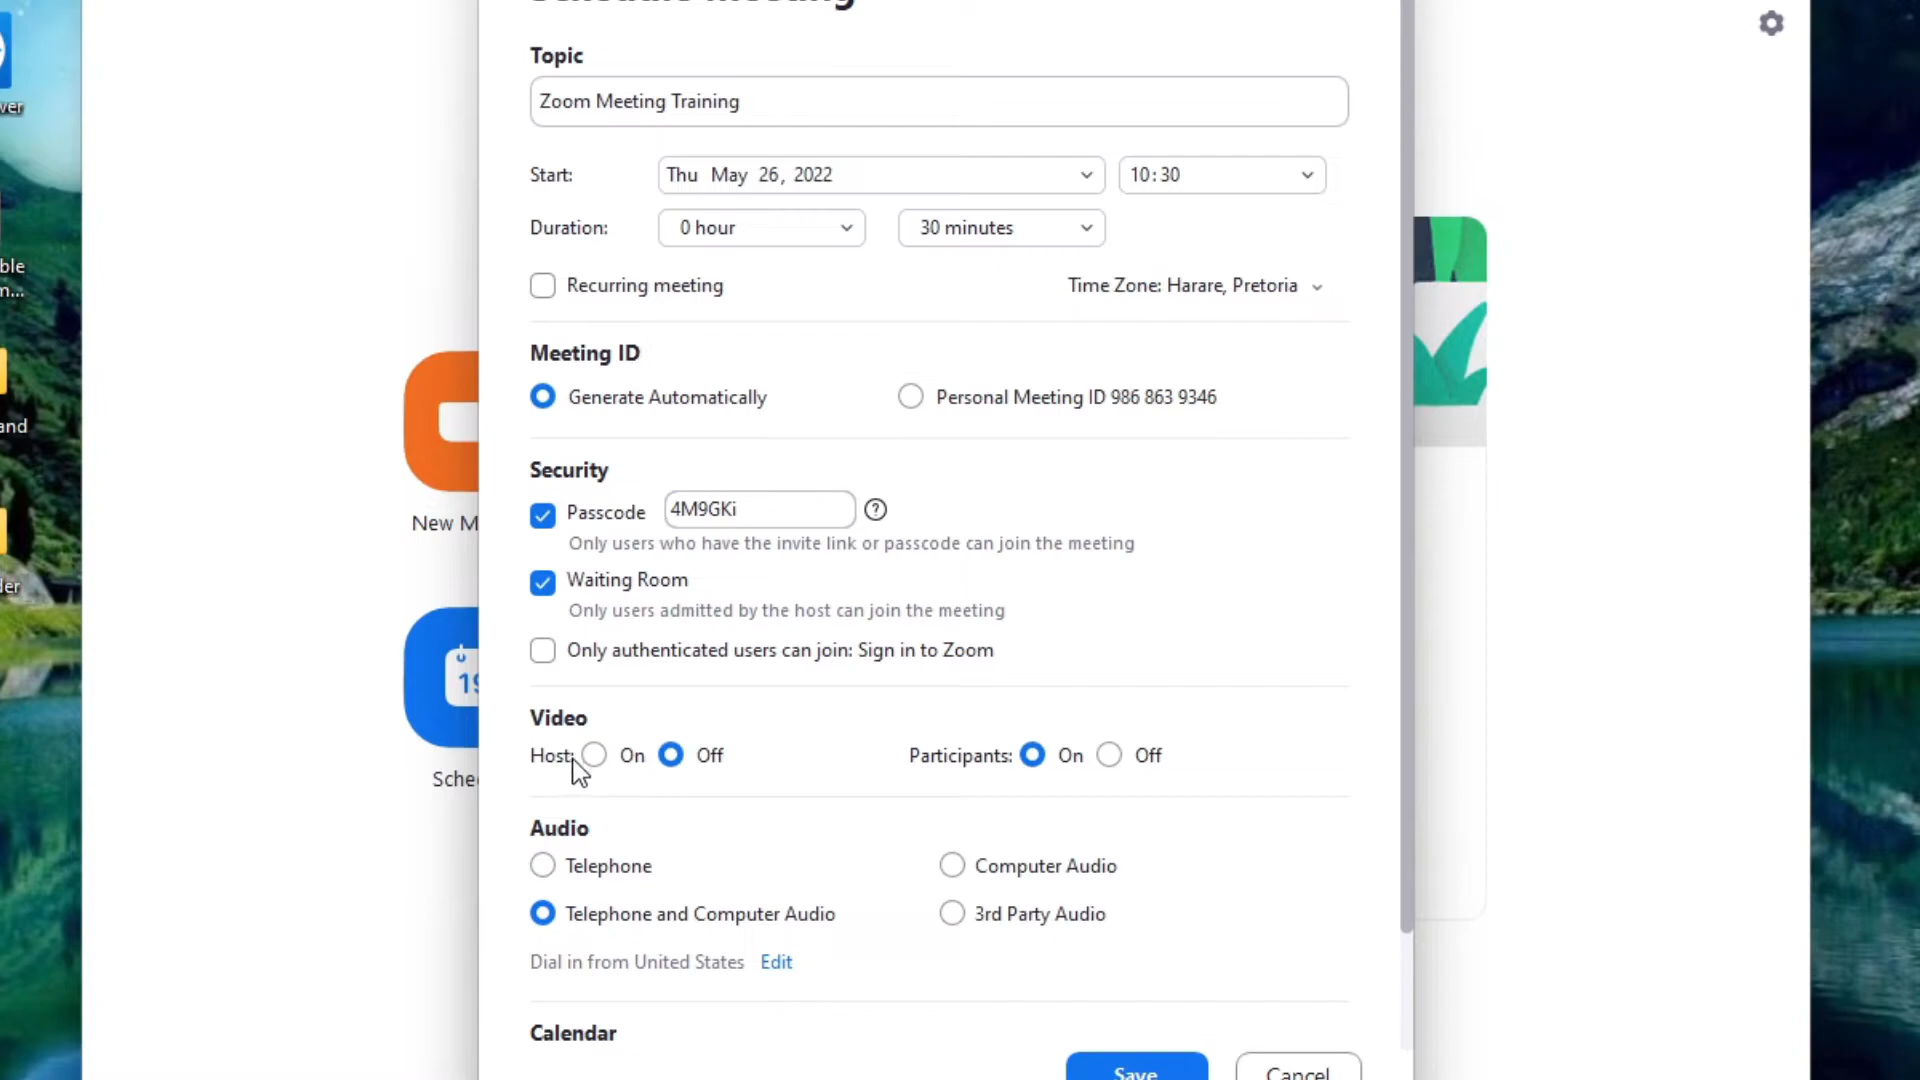 Schedule Meeting
Topic
Zoom Meeting Training
Start: Thu May 26, 2022 10:30
Duration: 0 hour 30 minutes
Recurring meeting Time Zone: Harare, Pretoria
Meeting ID
Generate Automatically Personal Meeting ID 986 863 9346
Security
Passcode 4M9GKi ?
Only users who have the invite link or passcode can join the meeting
Waiting Room
Only users admitted by the host can join the meeting
Only authenticated users can join: Sign in to Zoom
Video
Host: On Off Participants: On Off
Audio
Telephone Computer Audio
Telephone and Computer Audio 3rd Party Audio
Dial in from United States Edit
Calendar
Save Cancel
New M
19
Sche
ver
ble
n...
and
der